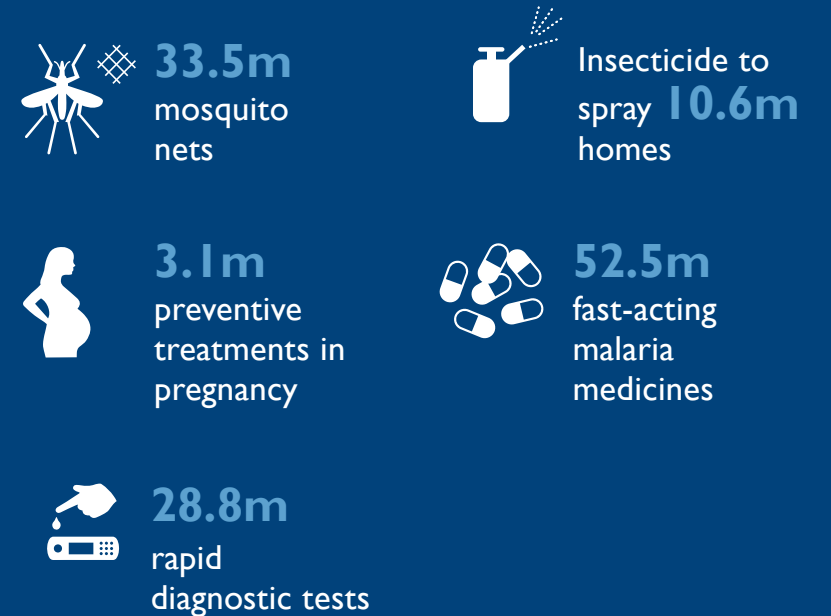 33.5m
mosquito
nets
Insecticide to
spray 10.6m
homes
3.1m
preventive
treatments in
pregnancy
52.5m
fast-acting
malaria
medicines
28.8m
rapid
diagnostic tests